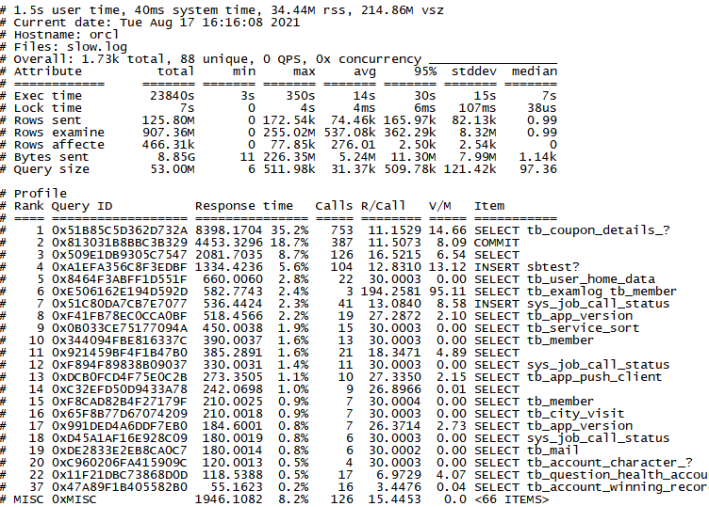 # 1.5s user time, 40ms system time, 34.44M rss, 214.86M vsz
# Current date: Tue Aug 17 16:16:08 2021
# Hostname: orcl
# Files: slow.log
# Overall: 1.73k total, 88 unique, 0 QPS, 0x concurrency ________________
# Attribute          total     min     max     avg     95%  stddev  median
# ============     ======= ======= ======= ======= ======= ======= =======
# Exec time         23840s      3s    350s     14s     30s     15s      7s
# Lock time             7s       0      4s     4ms     6ms   107ms    38us
# Rows sent        125.80M       0 172.54k  74.46k 165.97k  82.13k    0.99
# Rows examine     907.36M       0 255.02M 537.08k 362.29k   8.32M    0.99
# Rows affecte     466.31k       0  77.85k  276.01    2.50k   2.54k       0
# Bytes sent         8.85G      11 226.35M   5.24M  11.30M   7.99M   1.14k
# Query size        53.00M       6 511.98k  31.37k 509.78k 121.42k   97.36
# Profile
# Rank Query ID           Response time   Calls R/Call   V/M   Item
# ==== ================== =============== ===== ======== ===== ===========
#    1 0x51B85C5D362D732A 8398.1704 35.2%   753  11.1529 14.66 SELECT tb_coupon_details_?
#    2 0x813031B8BBC3B329 4453.3296 18.7%   387  11.5073  8.09 COMMIT
#    3 0x509E1DB9305C7547 2081.7035  8.7%   126  16.5215  6.54 SELECT
#    4 0xA1EFA356C8F3EDBF 1334.4236  5.6%   104  12.8310 13.12 INSERT sbtest?
#    5 0x8464F3ABFF1D551F  660.0060  2.8%    22  30.0003  0.00 SELECT tb_user_home_data
#    6 0xE506162E194D592D  582.7743  2.4%     3 194.2581 95.11 SELECT tb_examlog tb_member
#    7 0x51C80DA7CB7E7077  536.4424  2.3%    41  13.0840  8.58 INSERT sys_job_call_status
#    8 0xF41FB78EC0CCA0BF  518.4566  2.2%    19  27.2872  2.10 SELECT tb_app_version
#    9 0x0B033CE75177094A  450.0038  1.9%    15  30.0003  0.00 SELECT tb_service_sort
#   10 0x344094FBE816337C  390.0037  1.6%    13  30.0003  0.00 SELECT tb_member
#   11 0x921459BF4F1B47B0  385.2891  1.6%    21  18.3471  4.89 SELECT
#   12 0xF894F89838B09037  330.0031  1.4%    11  30.0003  0.00 SELECT sys_job_call_status
#   13 0xDCB0FCD4F75E0C2B  273.3505  1.1%    10  27.3350  2.15 SELECT tb_app_push_client
#   14 0xC32EFD50D9433A78  242.0698  1.0%     9  26.8966  0.01 SELECT
#   15 0xF8CAD82B4F27179F  210.0025  0.9%     7  30.0004  0.00 SELECT tb_member
#   16 0x65F8B77D67074209  210.0018  0.9%     7  30.0003  0.00 SELECT tb_city_visit
#   17 0x991DED4A6DDF7EB0  184.6001  0.8%     7  26.3714  2.73 SELECT tb_app_version
#   18 0xD45A1AF16E928C09  180.0019  0.8%     6  30.0003  0.00 SELECT sys_job_call_status
#   19 0xDE2833E2EB8CA0C7  180.0014  0.8%     6  30.0002  0.00 SELECT tb_mail
#   20 0xC960206FA415909C  120.0013  0.5%     4  30.0003  0.00 SELECT tb_account_character_?
#   22 0x11F21DBC73868D0D  118.5388  0.5%    17   6.9729  4.07 SELECT tb_question_health_accou
#   37 0x47A89F1B405582B0   55.1623  0.2%    16   3.4476  0.04 SELECT tb_account_winning_recor
# MISC 0xMISC             1946.1082  8.2%   126  15.4453   0.0 <66 ITEMS>